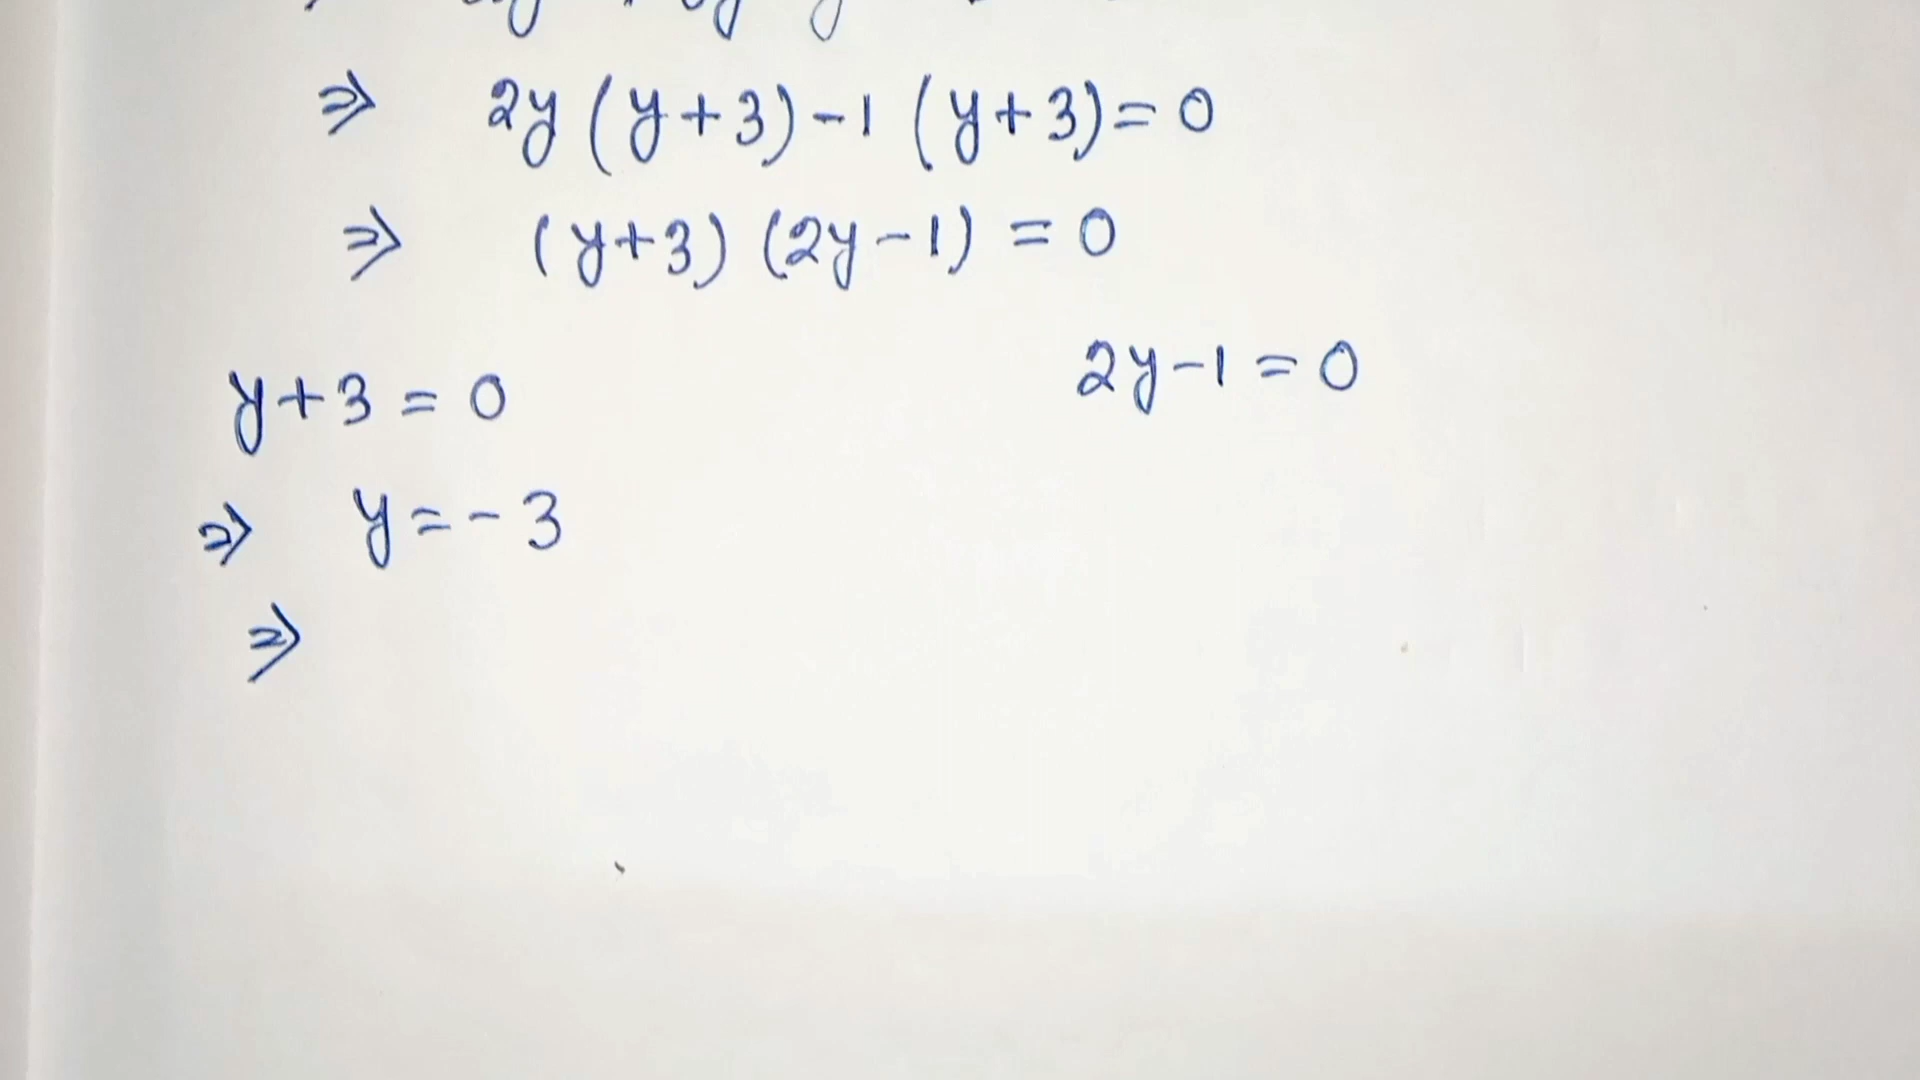 ⇒ 2y (y+3) -1 (y+3) = 0
⇒ (y+3) (2y-1) = 0
y+3 = 0 2y-1 = 0
⇒ y = -3
⇒